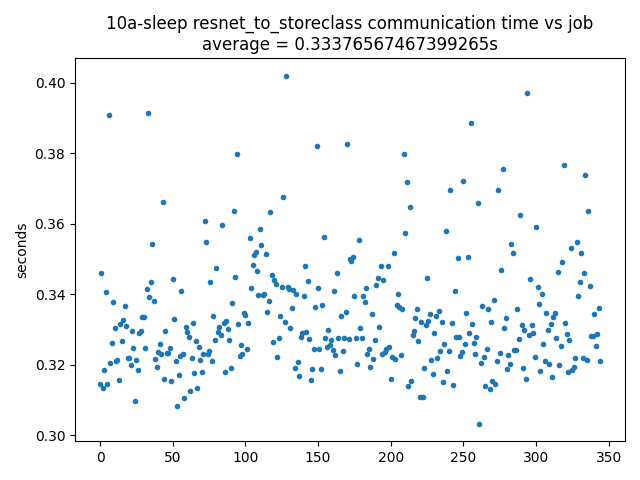 10a-sleep resnet_to_storeclass communication time vs job
average = 0.33376567467399265s
seconds
0.40
0.38
0.36
0.34
0.32
0.30
0 50 100 150 200 250 300 350